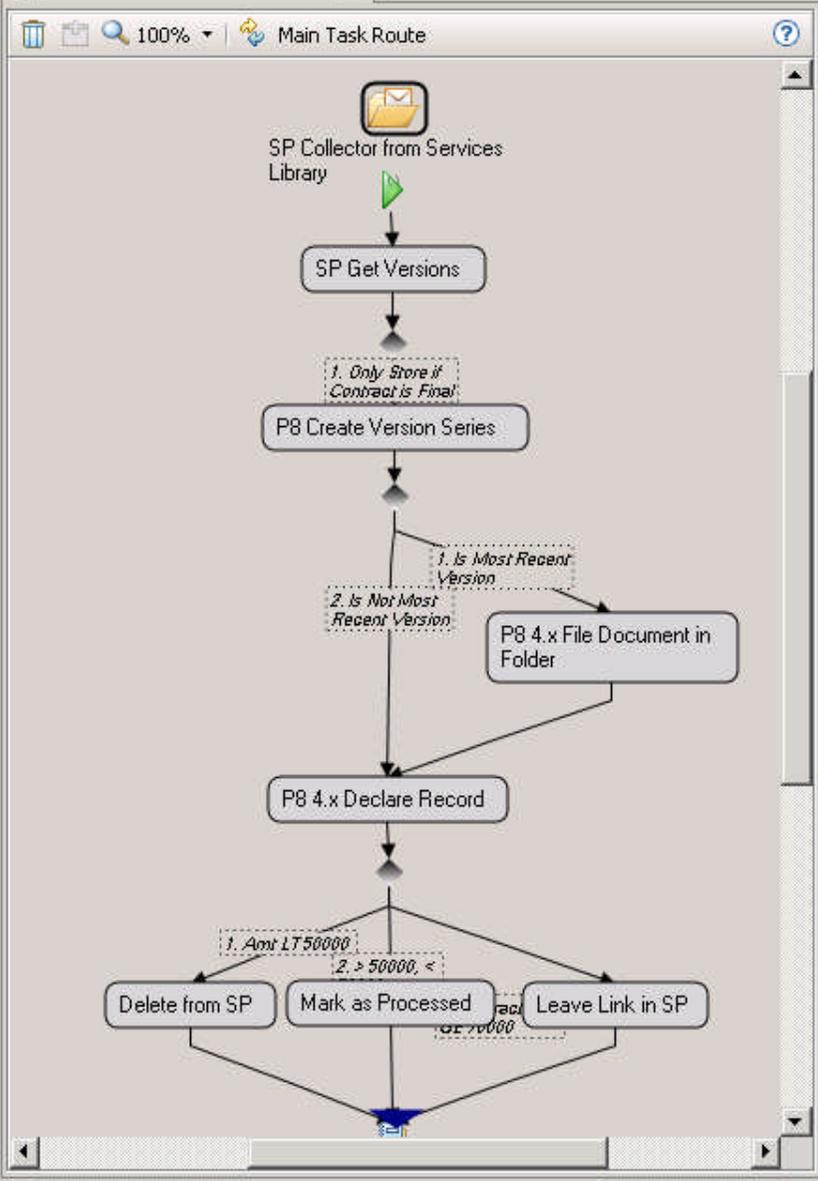 100%
Main Task Route
SP Collector from Services
Library
SP Get Versions
1. Only Store if
Contract is Final
P8 Create Version Series
1. Is Most Recent
Version
2. Is Not Most
Recent Version
P8 4.x File Document in
Folder
P8 4.x Declare Record
1. Amt LT 50000
2. > 50000, <
Delete from SP
Mark as Processed
Leave Link in SP